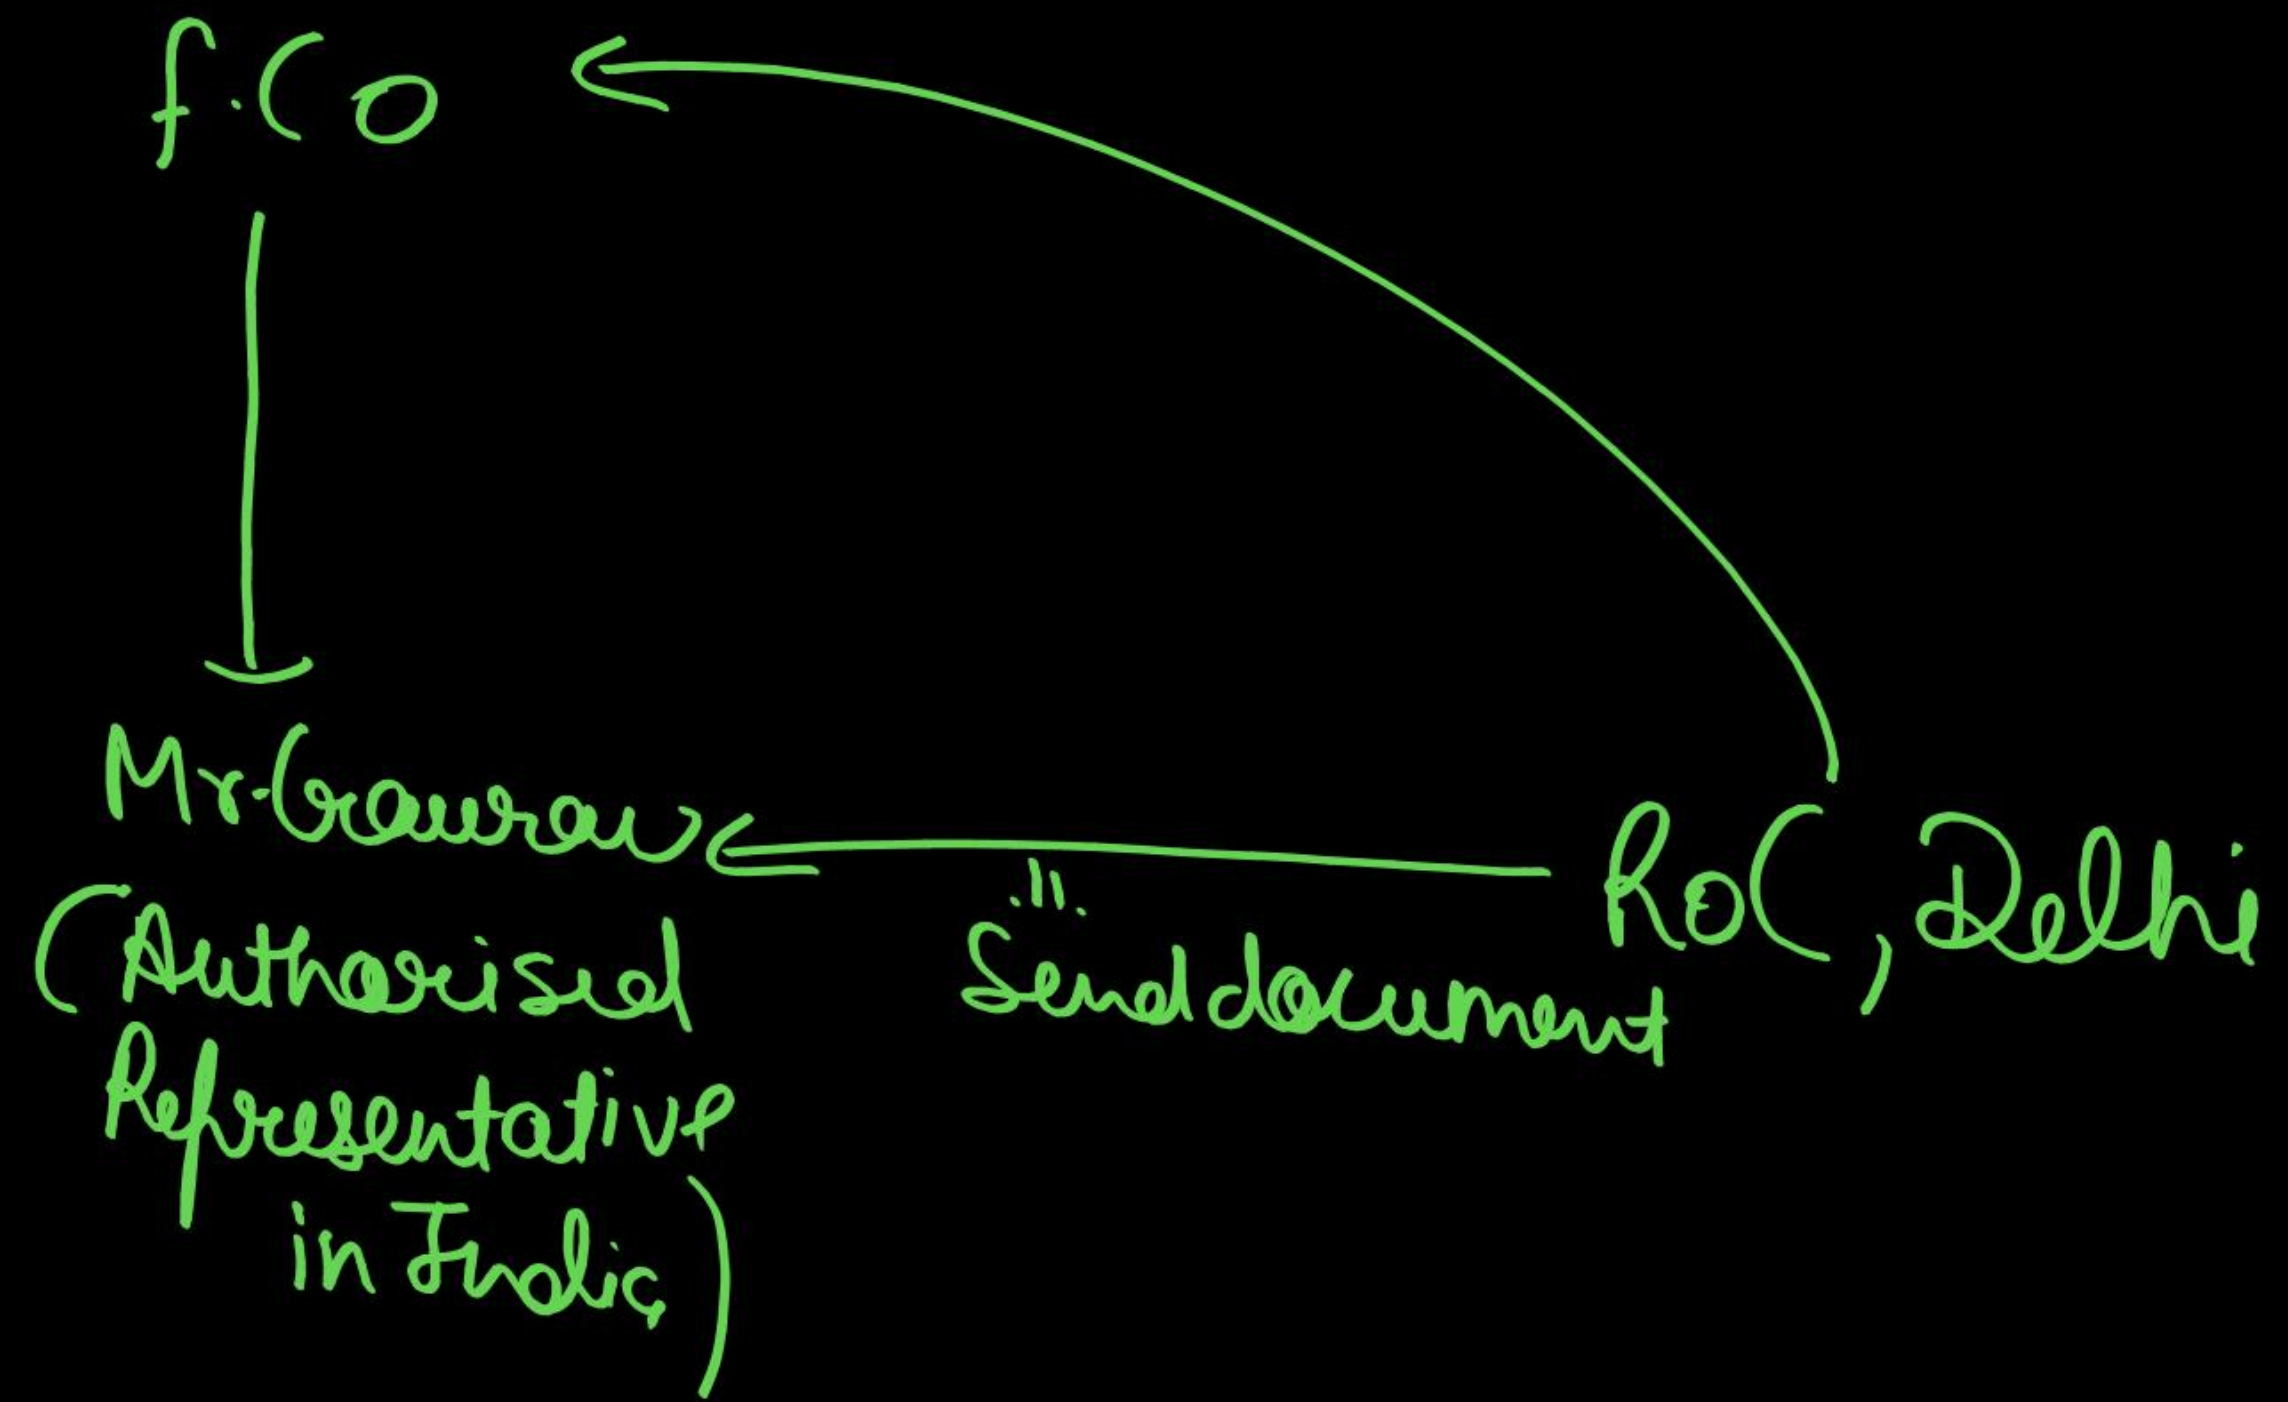 f.Co
Mr. Gaurav
RoC, Delhi
Send document
(Authorised
Representative
in India)